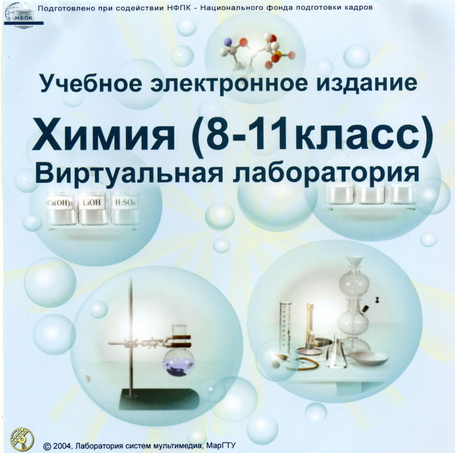 Подготовлено при содействии НФПК - Национального фонда подготовки кадров
НФПК
Учебное электронное издание
Химия (8-11класс)
Виртуальная лаборатория
Ca(OH)₂ LiOH H₂SO₄
© 2004, Лаборатория систем мультимедиа, МарГТУ